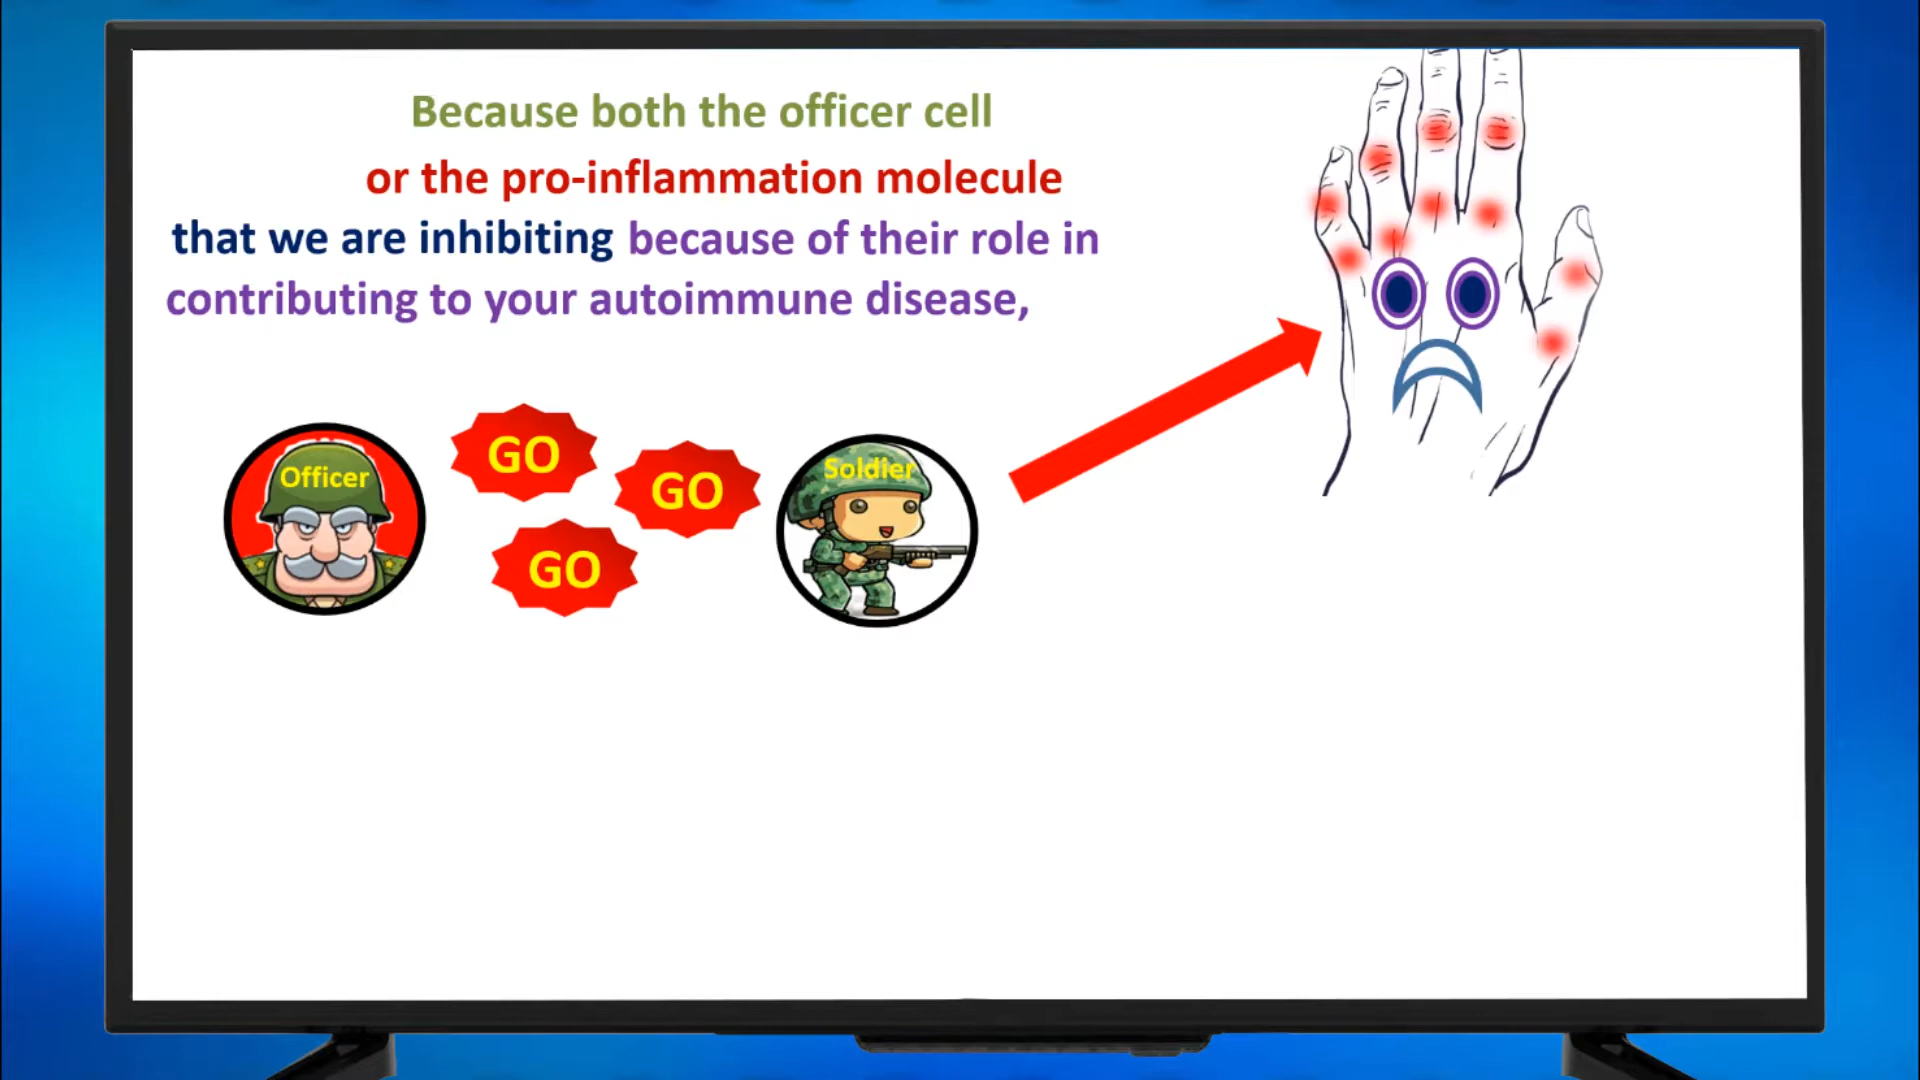 Because both the officer cell
or the pro-inflammation molecule
that we are inhibiting because of their role in
contributing to your autoimmune disease,
Officer
GO
GO
GO
Soldier